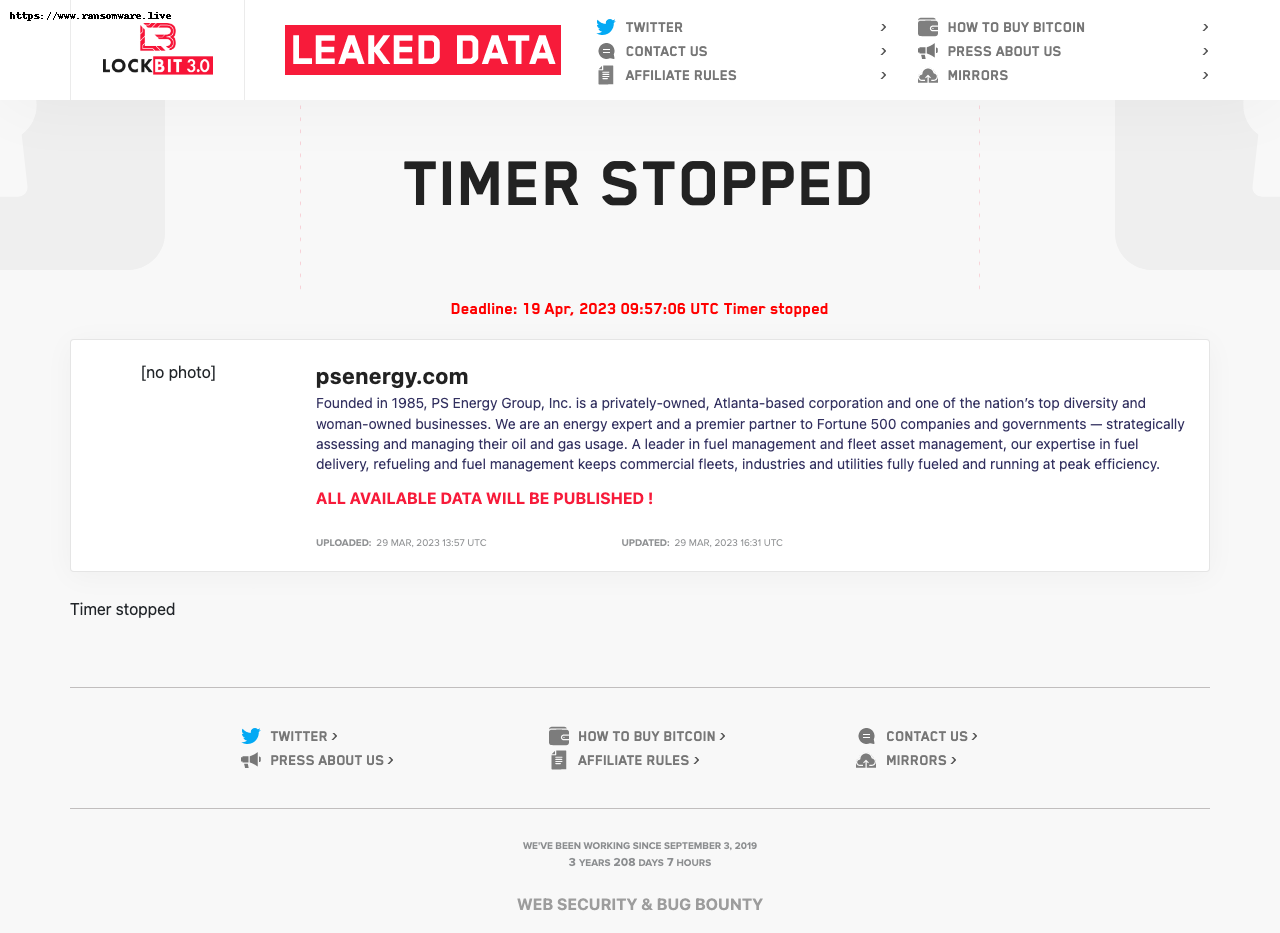 https://www.ransomware.live
LOCKBIT 3.0
LEAKED DATA
TWITTER >
CONTACT US >
AFFILIATE RULES >
HOW TO BUY BITCOIN >
PRESS ABOUT US >
MIRRORS >
TIMER STOPPED
Deadline: 19 Apr, 2023 09:57:06 UTC Timer stopped
[no photo]
psenergy.com
Founded in 1985, PS Energy Group, Inc. is a privately-owned, Atlanta-based corporation and one of the nation’s top diversity and
woman-owned businesses. We are an energy expert and a premier partner to Fortune 500 companies and governments — strategically
assessing and managing their oil and gas usage. A leader in fuel management and fleet asset management, our expertise in fuel
delivery, refueling and fuel management keeps commercial fleets, industries and utilities fully fueled and running at peak efficiency.
ALL AVAILABLE DATA WILL BE PUBLISHED !
UPLOADED: 29 MAR, 2023 13:57 UTC UPDATED: 29 MAR, 2023 16:31 UTC
Timer stopped
TWITTER > HOW TO BUY BITCOIN > CONTACT US >
PRESS ABOUT US > AFFILIATE RULES > MIRRORS >
WE'VE BEEN WORKING SINCE SEPTEMBER 3, 2019
3 YEARS 208 DAYS 7 HOURS
WEB SECURITY & BUG BOUNTY